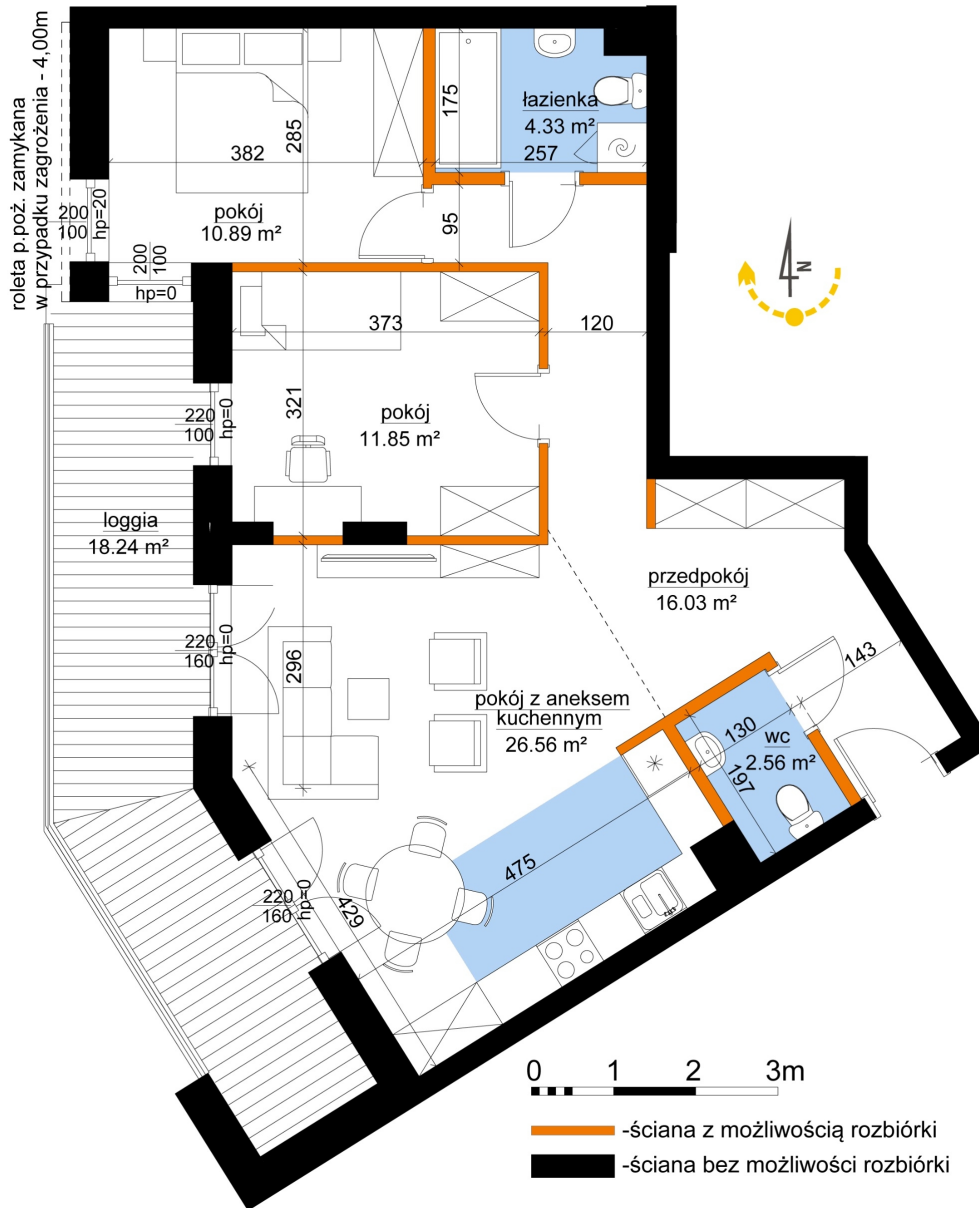 roleta p.poż. zamykana
w przypadku zagrożenia - 4,00m
łazienka
4.33 m²
257
175
285
382
95
pokój
10.89 m²
200
100
hp=20
200
100
hp=0
N
373
120
321
pokój
11.85 m²
220
100
hp=0
loggia
18.24 m²
przedpokój
16.03 m²
220
160
hp=0
296
143
pokój z aneksem
kuchennym
26.56 m²
130
wc
2.56 m²
197
475
220
160
hp=0
429
0 1 2 3m
-ściana z możliwością rozbiórki
-ściana bez możliwości rozbiórki